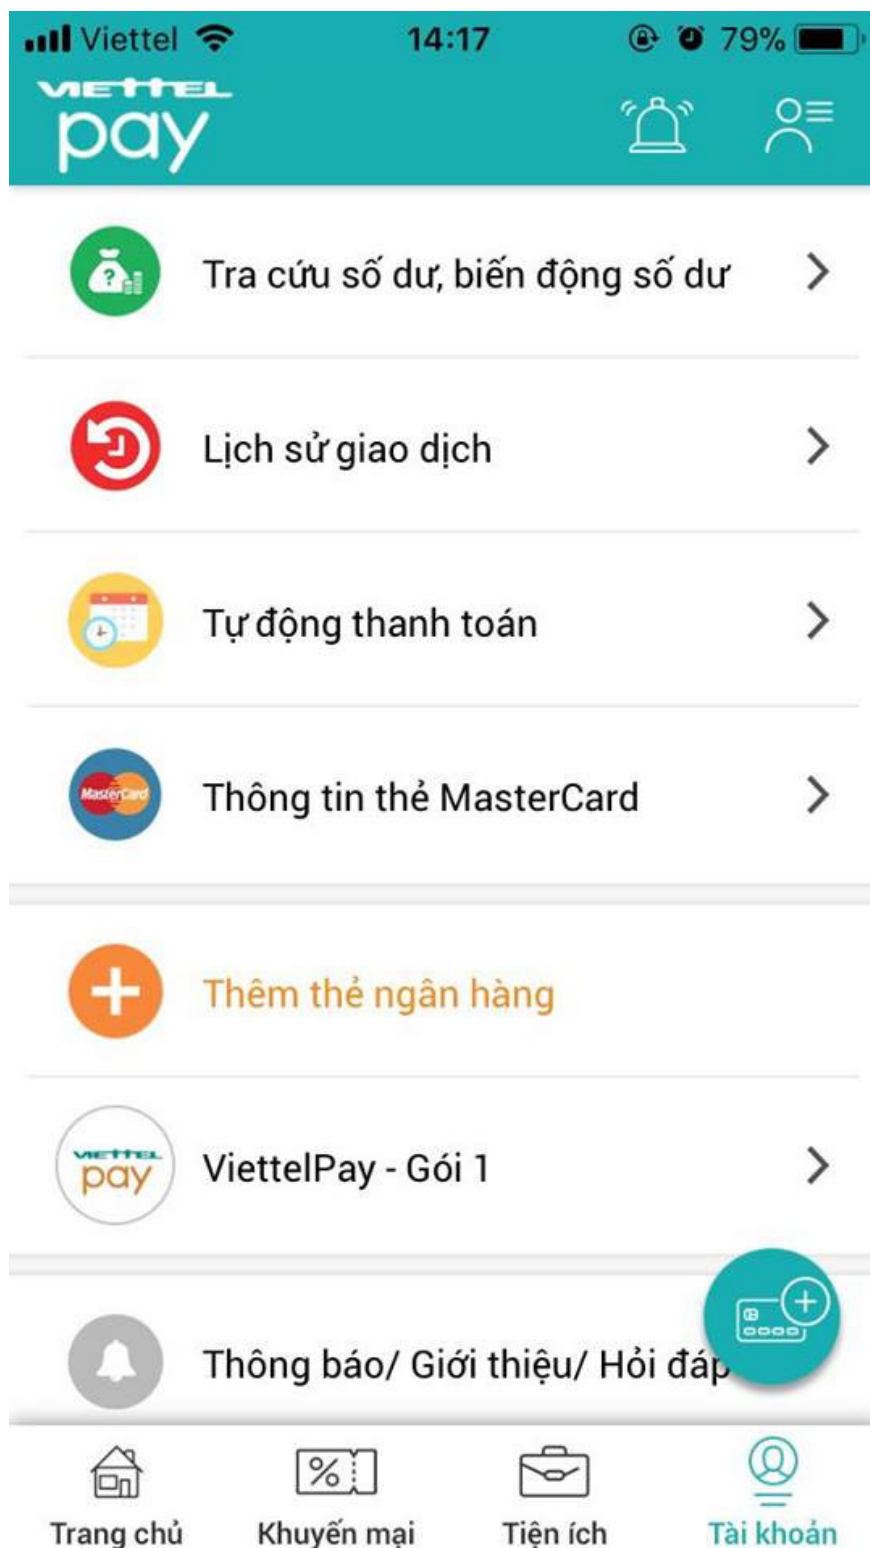 Viettel 14:17 79%
VIETTEL
pay
Tra cứu số dư, biến động số dư
Lịch sử giao dịch
Tự động thanh toán
MasterCard
Thông tin thẻ MasterCard
Thêm thẻ ngân hàng
VIETTEL
pay
ViettelPay - Gói 1
Thông báo/ Giới thiệu/ Hỏi đáp
Trang chủ Khuyến mại Tiện ích Tài khoản